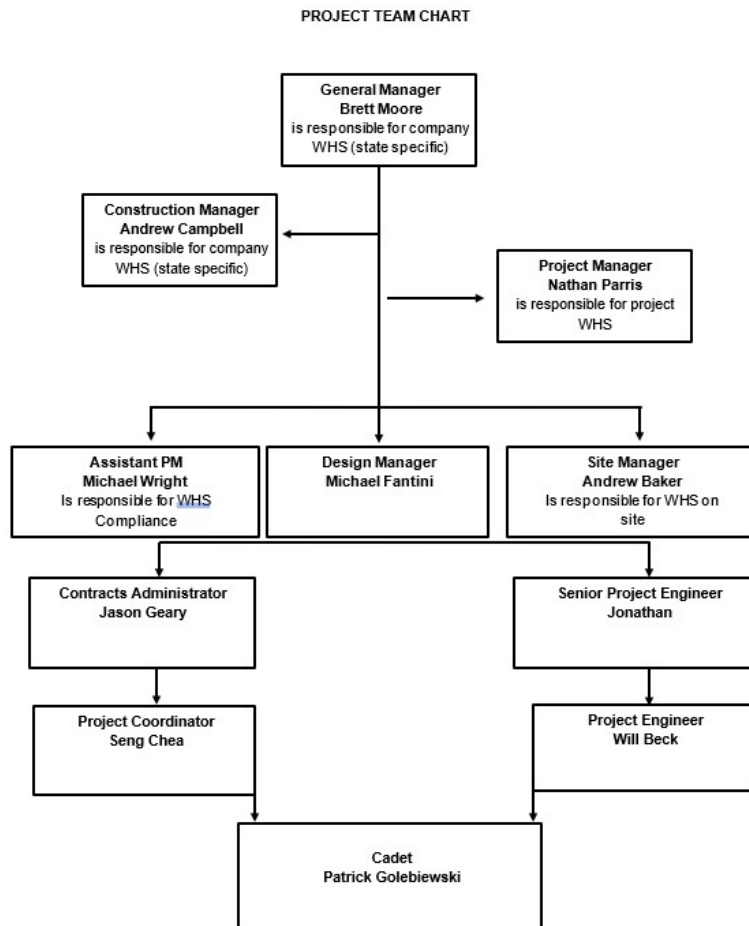 PROJECT TEAM CHART
General Manager
Brett Moore
is responsible for company
WHS (state specific)
Construction Manager
Andrew Campbell
is responsible for company
WHS (state specific)
Project Manager
Nathan Parris
is responsible for project
WHS
Assistant PM
Michael Wright
Is responsible for WHS
Compliance
Design Manager
Michael Fantini
Site Manager
Andrew Baker
Is responsible for WHS on
site
Contracts Administrator
Jason Geary
Senior Project Engineer
Jonathan
Project Coordinator
Seng Chea
Project Engineer
Will Beck
Cadet
Patrick Golebiewski